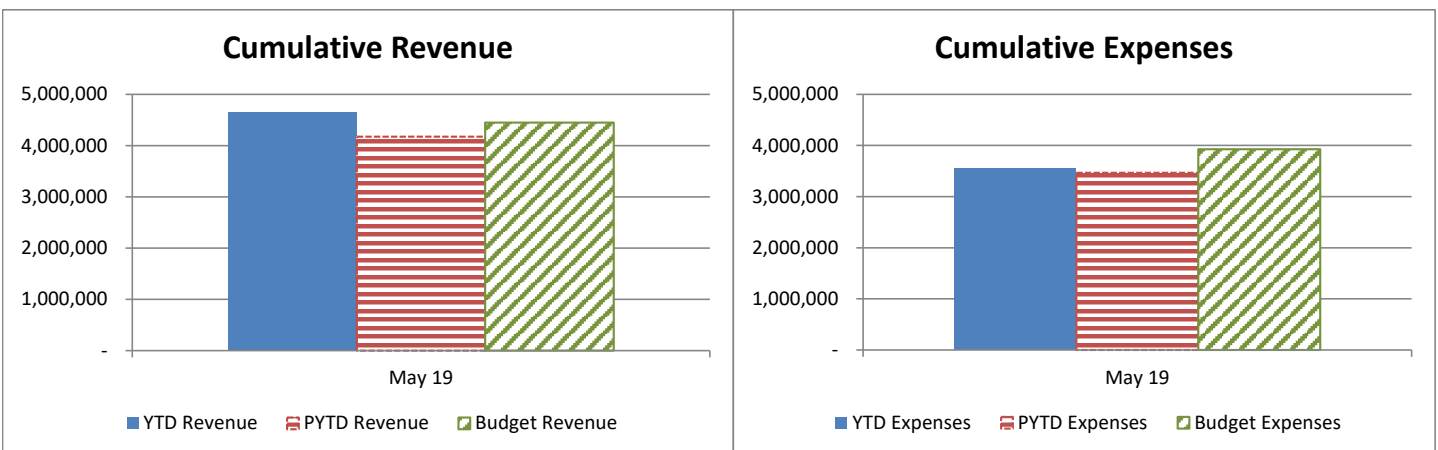 Cumulative Revenue
5,000,000
4,000,000
3,000,000
2,000,000
1,000,000
-
May 19
YTD Revenue PYTD Revenue Budget Revenue
Cumulative Expenses
5,000,000
4,000,000
3,000,000
2,000,000
1,000,000
-
May 19
YTD Expenses PYTD Expenses Budget Expenses